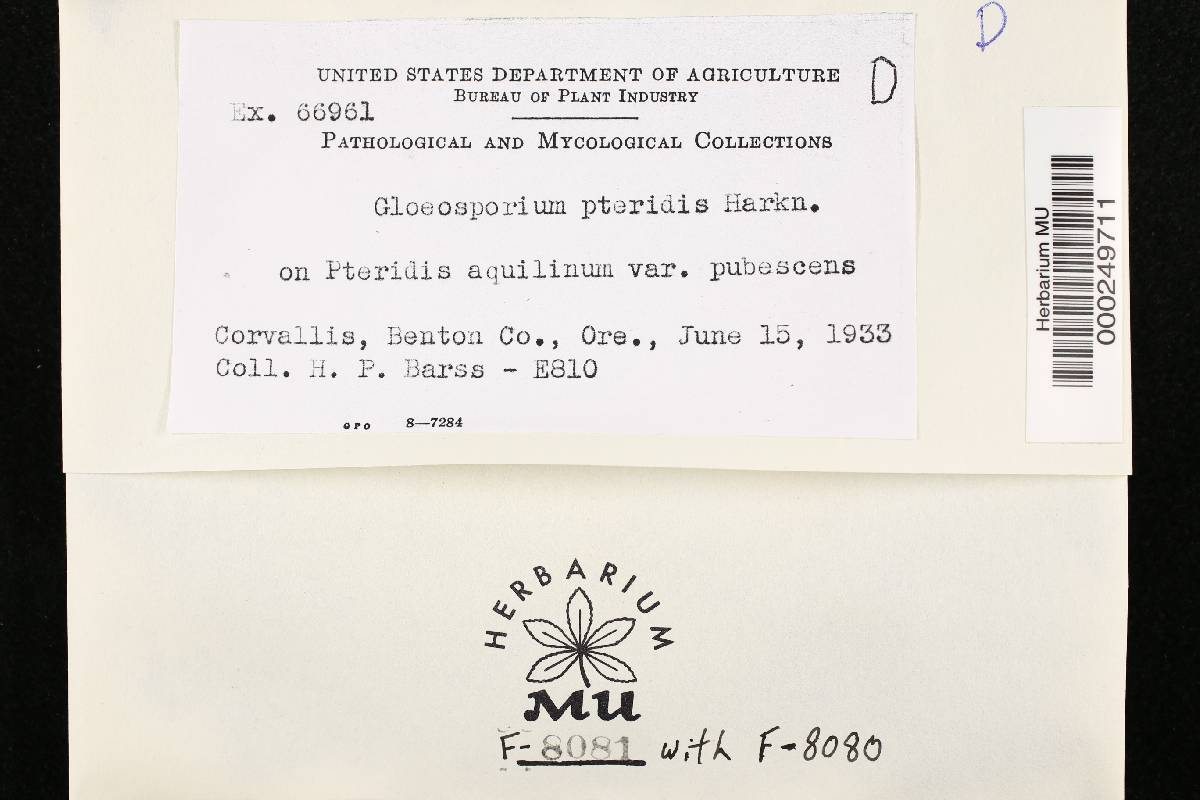 D
UNITED STATES DEPARTMENT OF AGRICULTURE
D
BUREAU OF PLANT INDUSTRY
Ex. 66961
PATHOLOGICAL AND MYCOLOGICAL COLLECTIONS
Gloeosporium pteridis Harkn.
on Pteridis aquilinum var. pubescens
Corvallis, Benton Co., Ore., June 15, 1933
Coll. H. P. Barss - E810
GPO 8—7284
Herbarium MU
000249711
HERBARIUM
MU
F-8081 with F-8080